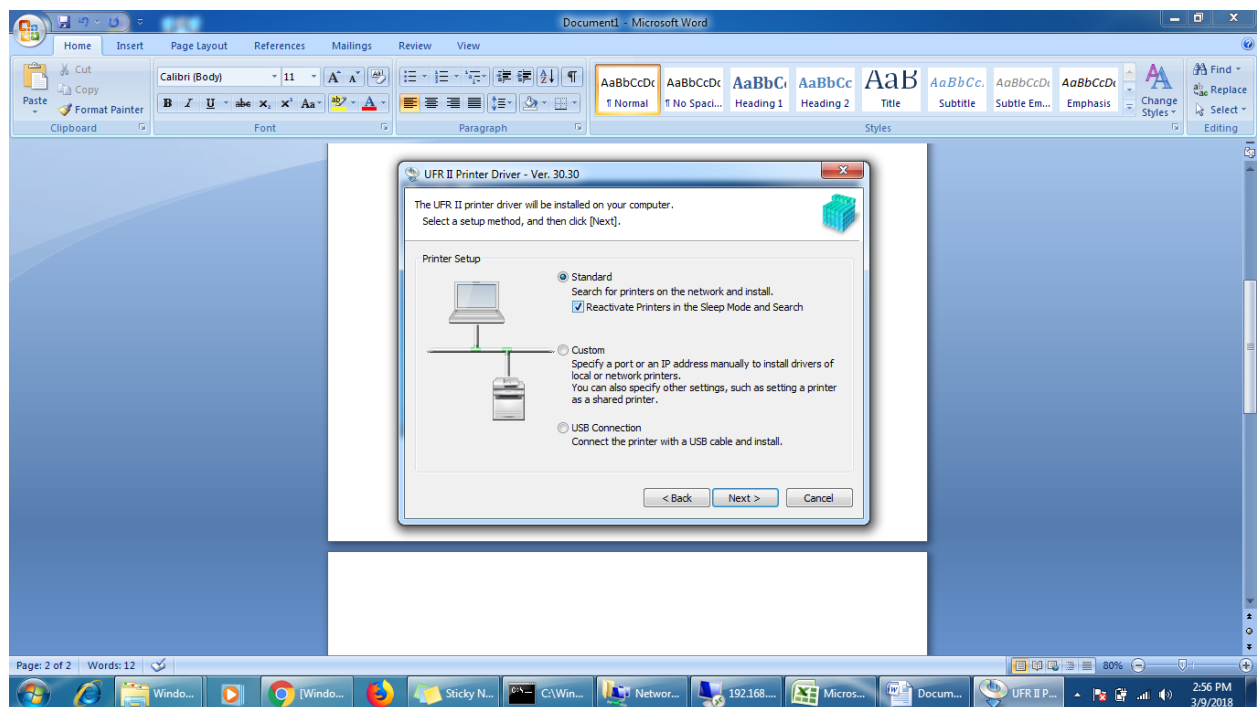 Document1 - Microsoft Word
Home Insert Page Layout References Mailings Review View
Cut
Copy
Format Painter
Paste
Clipboard
Calibri (Body) 11
B I U abc x₂ x² Aa
Font
Paragraph
AaBbCcDc AaBbCcDc AaBbC AaBbCc AaB AaBbCc. AaBbCcDc AaBbCcDc
¶ Normal ¶ No Spaci... Heading 1 Heading 2 Title Subtitle Subtle Em... Emphasis
Change
Styles
Styles
Find
Replace
Select
Editing
UFR II Printer Driver - Ver. 30.30
The UFR II printer driver will be installed on your computer.
Select a setup method, and then click [Next].
Printer Setup
Standard
Search for printers on the network and install.
Reactivate Printers in the Sleep Mode and Search
Custom
Specify a port or an IP address manually to install drivers of
local or network printers.
You can also specify other settings, such as setting a printer
as a shared printer.
USB Connection
Connect the printer with a USB cable and install.
< Back Next > Cancel
Page: 2 of 2 Words: 12 80%
Windo... [Windo... Sticky N... C:\Win... Networ... 192.168.... Micros... Docum... UFR II P... 2:56 PM
3/9/2018